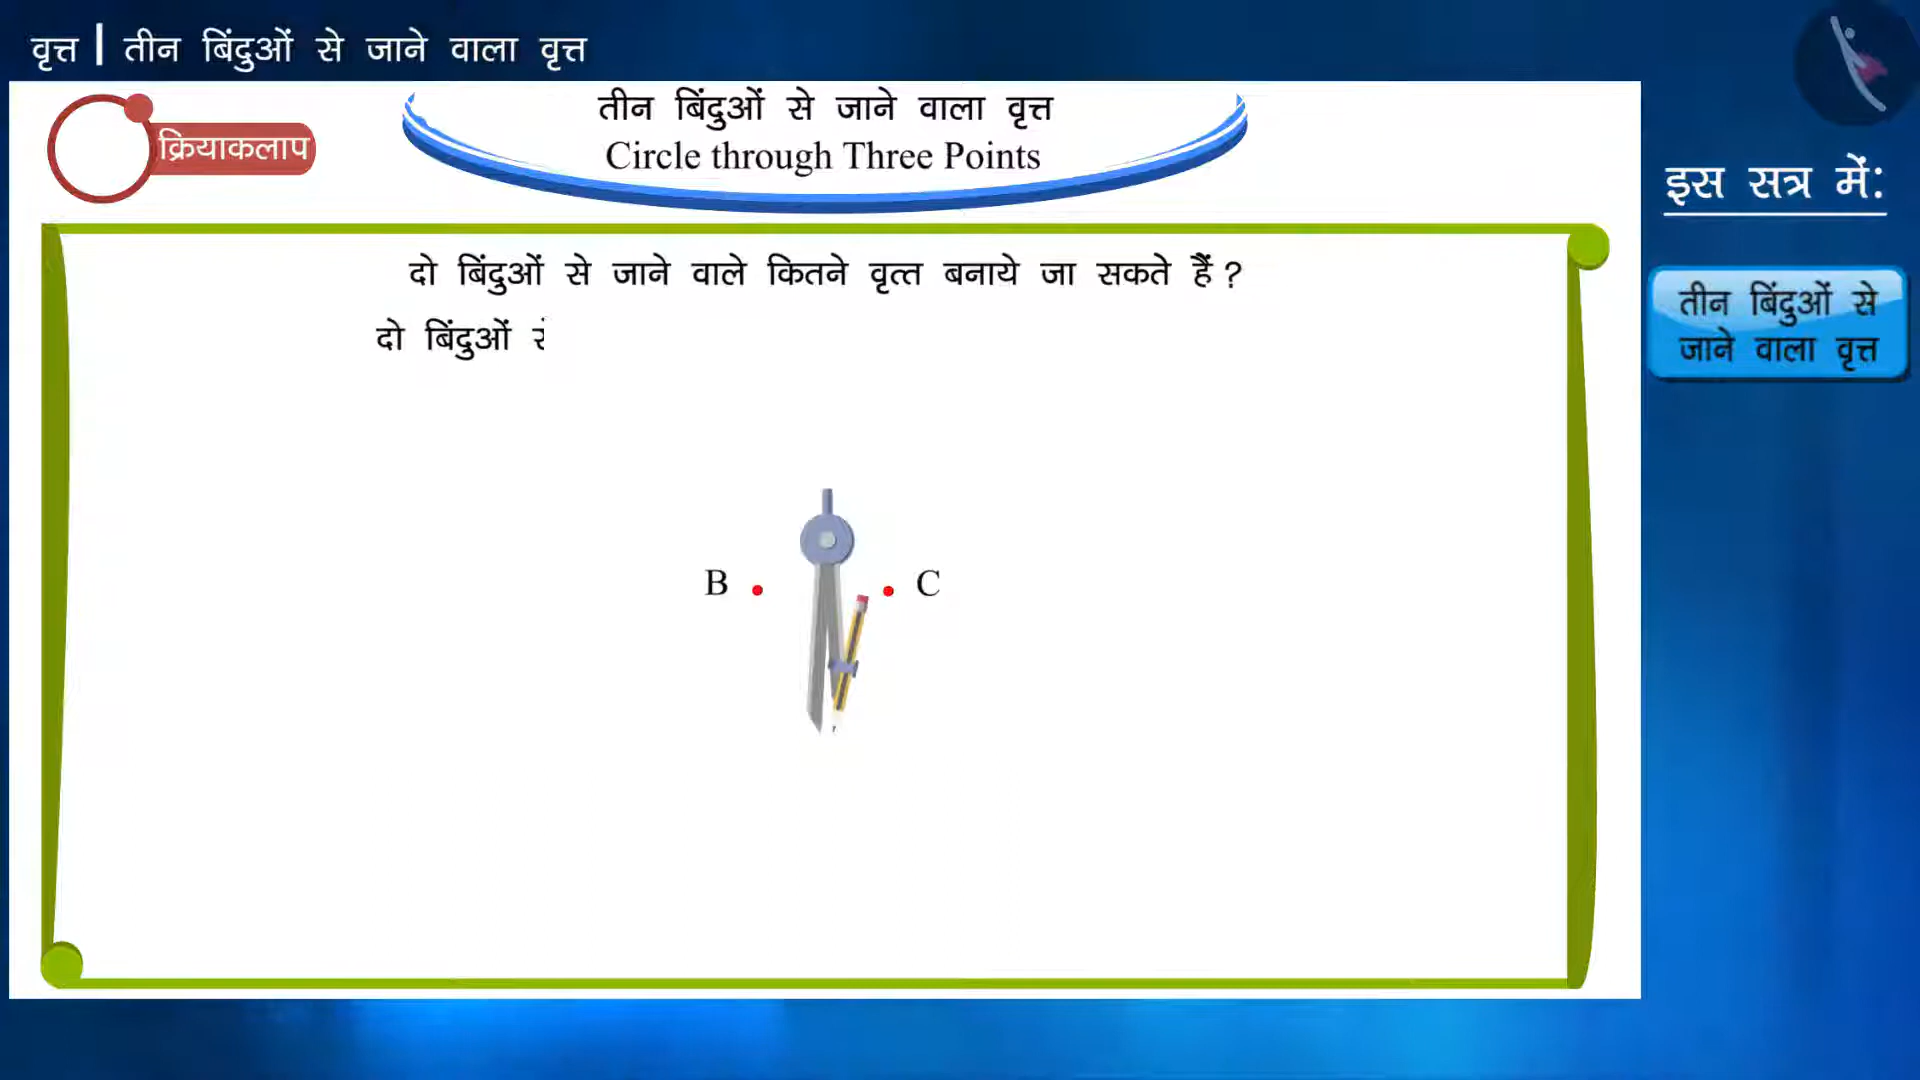 वृत्त | तीन बिंदुओं से जाने वाला वृत्त
क्रियाकलाप
तीन बिंदुओं से जाने वाला वृत्त
Circle through Three Points
इस सत्र में:
तीन बिंदुओं से
जाने वाला वृत्त
दो बिंदुओं से जाने वाले कितने वृत्त बनाये जा सकते हैं ?
दो बिंदुओं
B
C